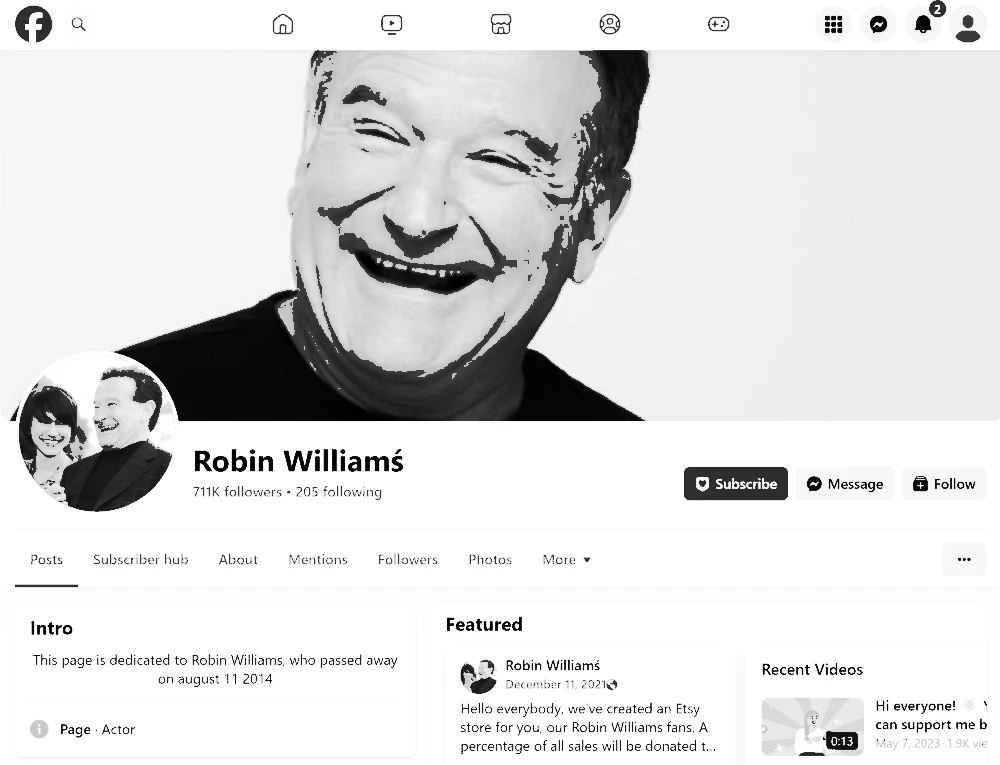 2
Robin Williamś
711K followers • 205 following
Subscribe
Message
Follow
Posts
Subscriber hub
About
Mentions
Followers
Photos
More
Intro
This page is dedicated to Robin Williams, who passed away
on august 11 2014
Page · Actor
Featured
Robin Williamś
December 11, 2021
Hello everybody, we've created an Etsy
store for you, our Robin Williams fans. A
percentage of all sales will be donated t...
Recent Videos
0:13
Hi everyone!
can support me b
May 7, 2023 · 1.9K vie